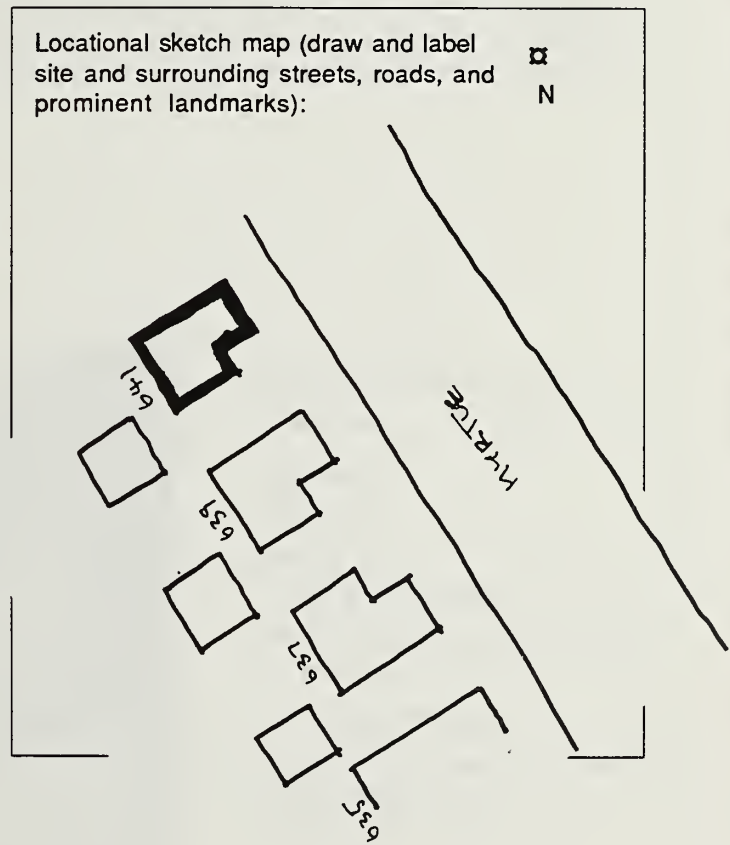 Locational sketch map (draw and label
site and surrounding streets, roads, and
prominent landmarks):
¤
N
641
MYRTLE
639
637
635